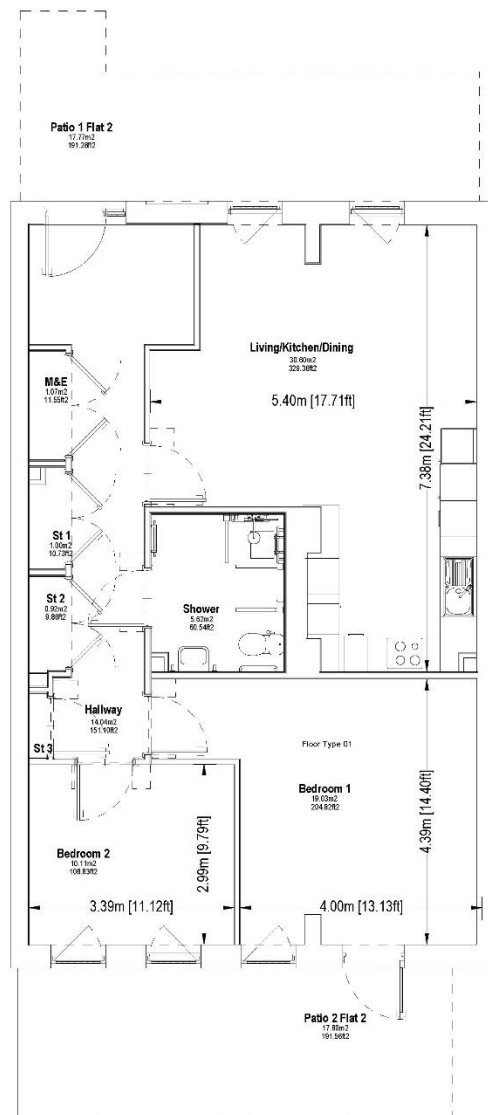 Patio 1 Flat 2
17.77m2
191.28ft2
Living/Kitchen/Dining
30.60m2
329.38ft2
5.40m [17.71ft]
7.38m [24.21ft]
M&E
1.07m2
11.55ft2
St 1
1.00m2
10.73ft2
St 2
0.92m2
9.86ft2
Shower
5.62m2
60.54ft2
Hallway
14.04m2
151.10ft2
St 3
Floor Type 01
Bedroom 1
19.03m2
204.82ft2
4.39m [14.40ft]
Bedroom 2
10.11m2
108.83ft2
2.99m [9.79ft]
3.39m [11.12ft]
4.00m [13.13ft]
Patio 2 Flat 2
17.80m2
191.56ft2